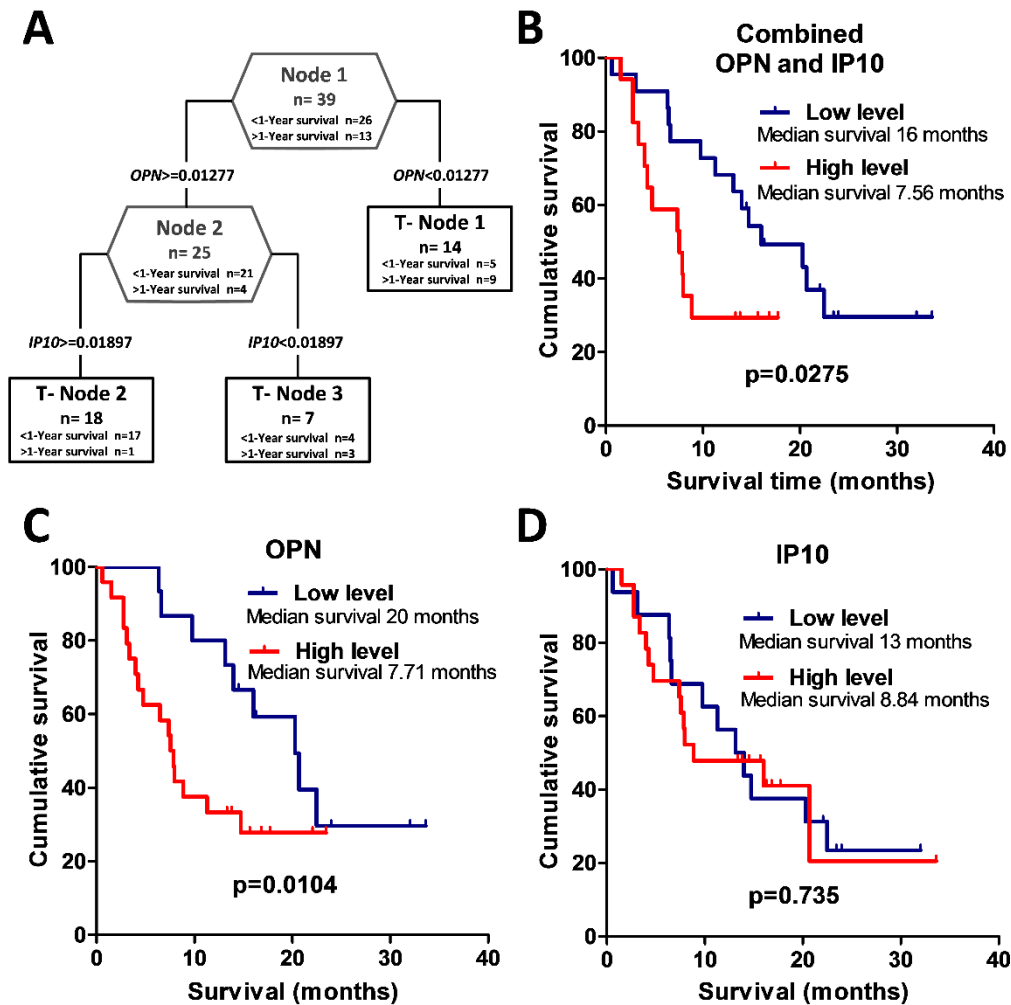 A
Node 1
n= 39
<1-Year survival n=26
>1-Year survival n=13
OPN>=0.01277
OPN<0.01277
Node 2
n= 25
<1-Year survival n=21
>1-Year survival n=4
T- Node 1
n= 14
<1-Year survival n=5
>1-Year survival n=9
IP10>=0.01897
IP10<0.01897
T- Node 2
n= 18
<1-Year survival n=17
>1-Year survival n=1
T- Node 3
n= 7
<1-Year survival n=4
>1-Year survival n=3
B
Combined
OPN and IP10
Low level
Median survival 16 months
High level
Median survival 7.56 months
p=0.0275
Cumulative survival
100
80
60
40
20
0
0 10 20 30 40
Survival time (months)
C
OPN
Low level
Median survival 20 months
High level
Median survival 7.71 months
p=0.0104
Cumulative survival
100
80
60
40
20
0
0 10 20 30 40
Survival (months)
D
IP10
Low level
Median survival 13 months
High level
Median survival 8.84 months
p=0.735
Cumulative survival
100
80
60
40
20
0
0 10 20 30 40
Survival (months)